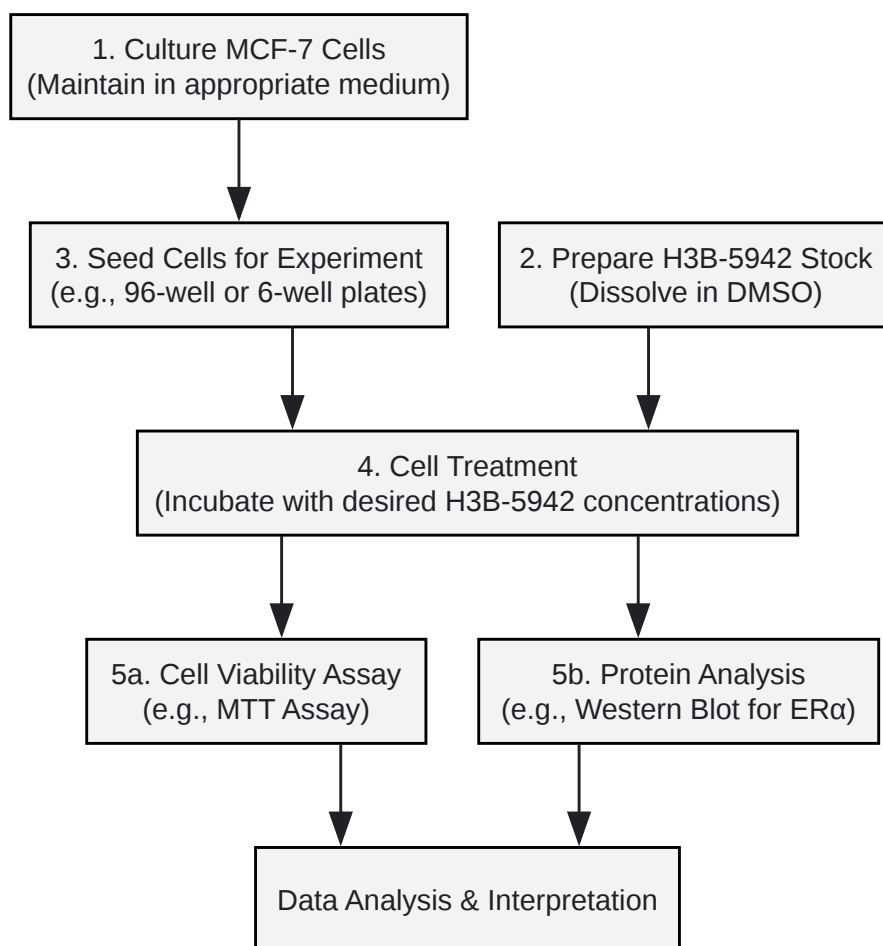 1. Culture MCF-7 Cells
(Maintain in appropriate medium)
3. Seed Cells for Experiment
(e.g., 96-well or 6-well plates)
2. Prepare H3B-5942 Stock
(Dissolve in DMSO)
4. Cell Treatment
(Incubate with desired H3B-5942 concentrations)
5a. Cell Viability Assay
(e.g., MTT Assay)
5b. Protein Analysis
(e.g., Western Blot for ERα)
Data Analysis & Interpretation